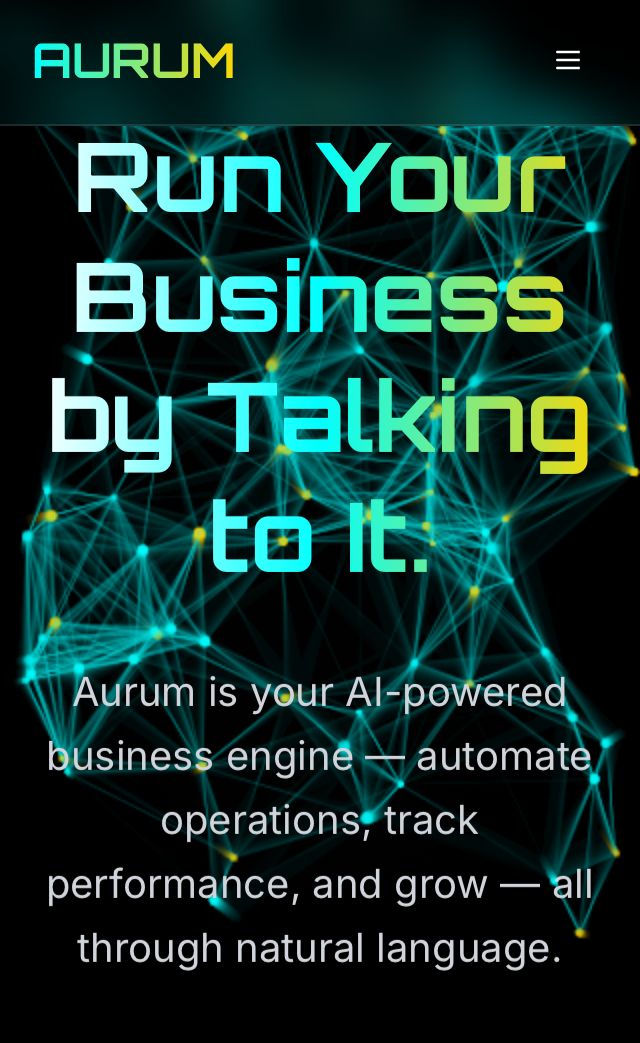 AURUM
Run Your
Business
by Talking
to It.
Aurum is your AI-powered
business engine — automate
operations, track
performance, and grow — all
through natural language.